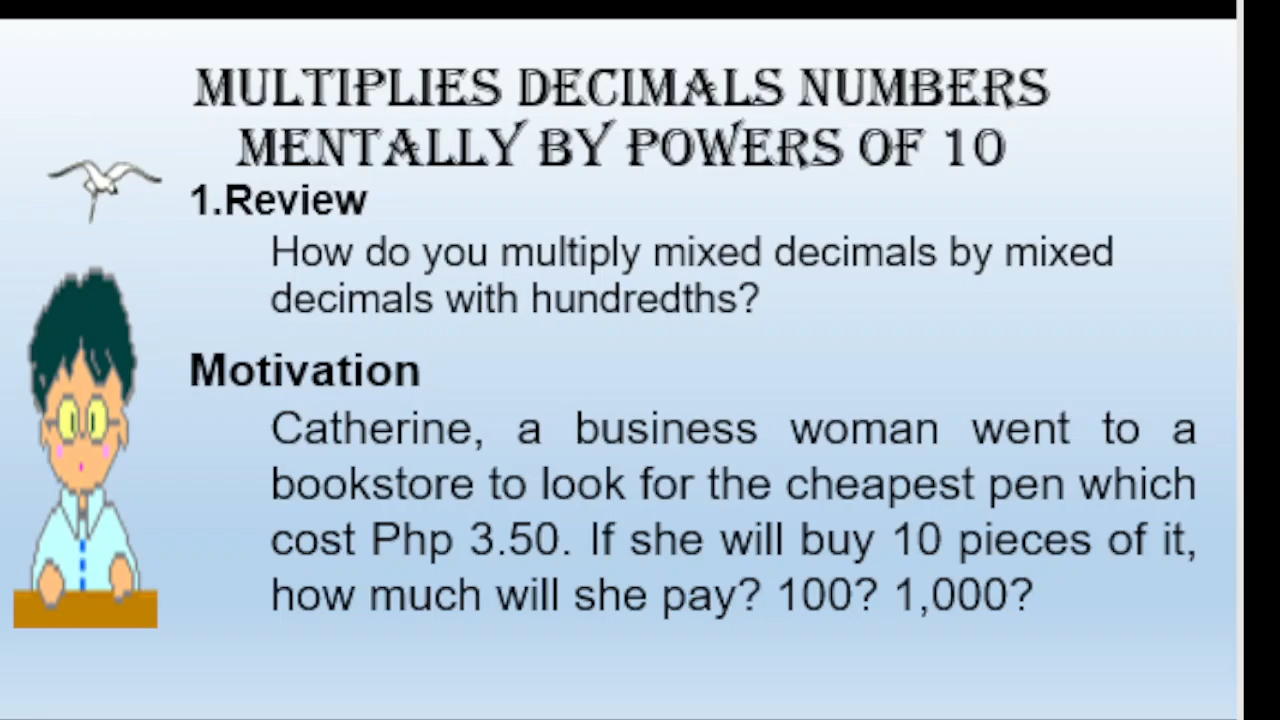 MULTIPLIES DECIMALS NUMBERS
MENTALLY BY POWERS OF 10
1.Review
How do you multiply mixed decimals by mixed
decimals with hundredths?
Motivation
Catherine, a business woman went to a
bookstore to look for the cheapest pen which
cost Php 3.50. If she will buy 10 pieces of it,
how much will she pay? 100? 1,000?